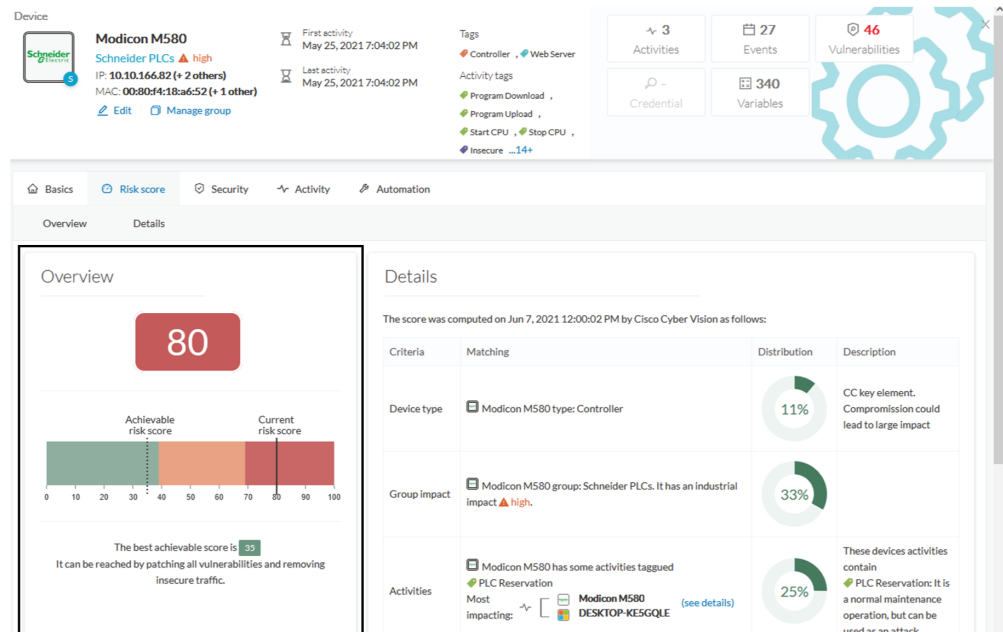 Device
Schneider
Electric
S
Modicon M580
Schneider PLCs high
IP: 10.10.166.82 (+ 2 others)
MAC: 00:80:f4:18:a6:52 (+ 1 other)
Edit Manage group
First activity
May 25, 2021 7:04:02 PM
Last activity
May 25, 2021 7:04:02 PM
Tags
Controller , Web Server
Activity tags
Program Download ,
Program Upload ,
Start CPU , Stop CPU ,
Insecure ...14+
3
Activities
27
Events
46
Vulnerabilities
-
Credential
340
Variables
Basics Risk score Security Activity Automation
Overview Details
Overview
80
Achievable
risk score
Current
risk score
0 10 20 30 40 50 60 70 80 90 100
The best achievable score is 35
It can be reached by patching all vulnerabilities and removing
insecure traffic.
Details
The score was computed on Jun 7, 2021 12:00:02 PM by Cisco Cyber Vision as follows:
Criteria Matching Distribution Description
Device type
Modicon M580 type: Controller
11%
CC key element.
Compromission could
lead to large impact
Group impact
Modicon M580 group: Schneider PLCs. It has an industrial
impact high.
33%
Activities
Modicon M580 has some activities taggued
PLC Reservation
Most
impacting:
Modicon M580
DESKTOP-KE5GQLE
(see details)
25%
These devices activities
contain
PLC Reservation: It is
a normal maintenance
operation, but can be
used as an attack